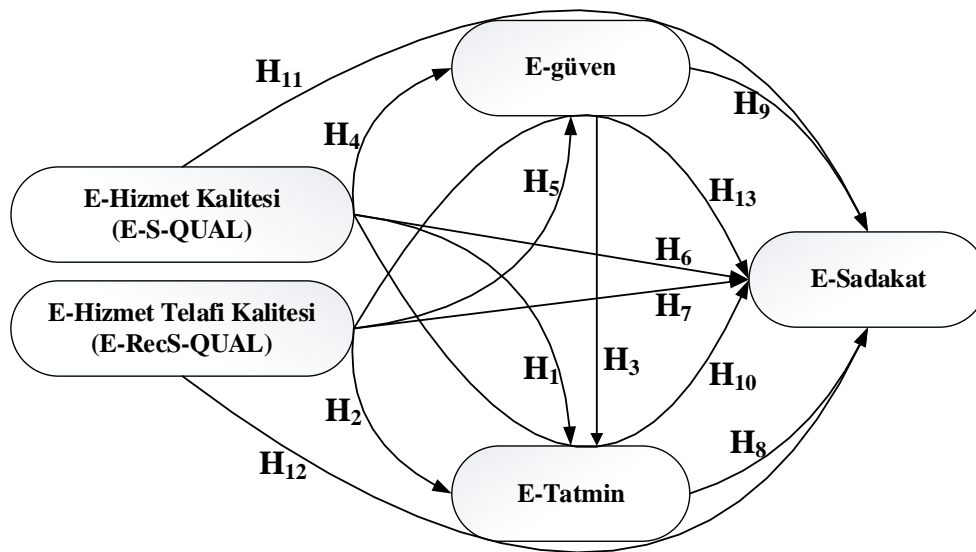 E-güven
H₁₁
H₉
H₄
E-Hizmet Kalitesi
(E-S-QUAL)
H₅
H₁₃
H₆
E-Sadakat
E-Hizmet Telafi Kalitesi
(E-RecS-QUAL)
H₇
H₁
H₃
H₁₀
H₂
H₁₂
H₈
E-Tatmin